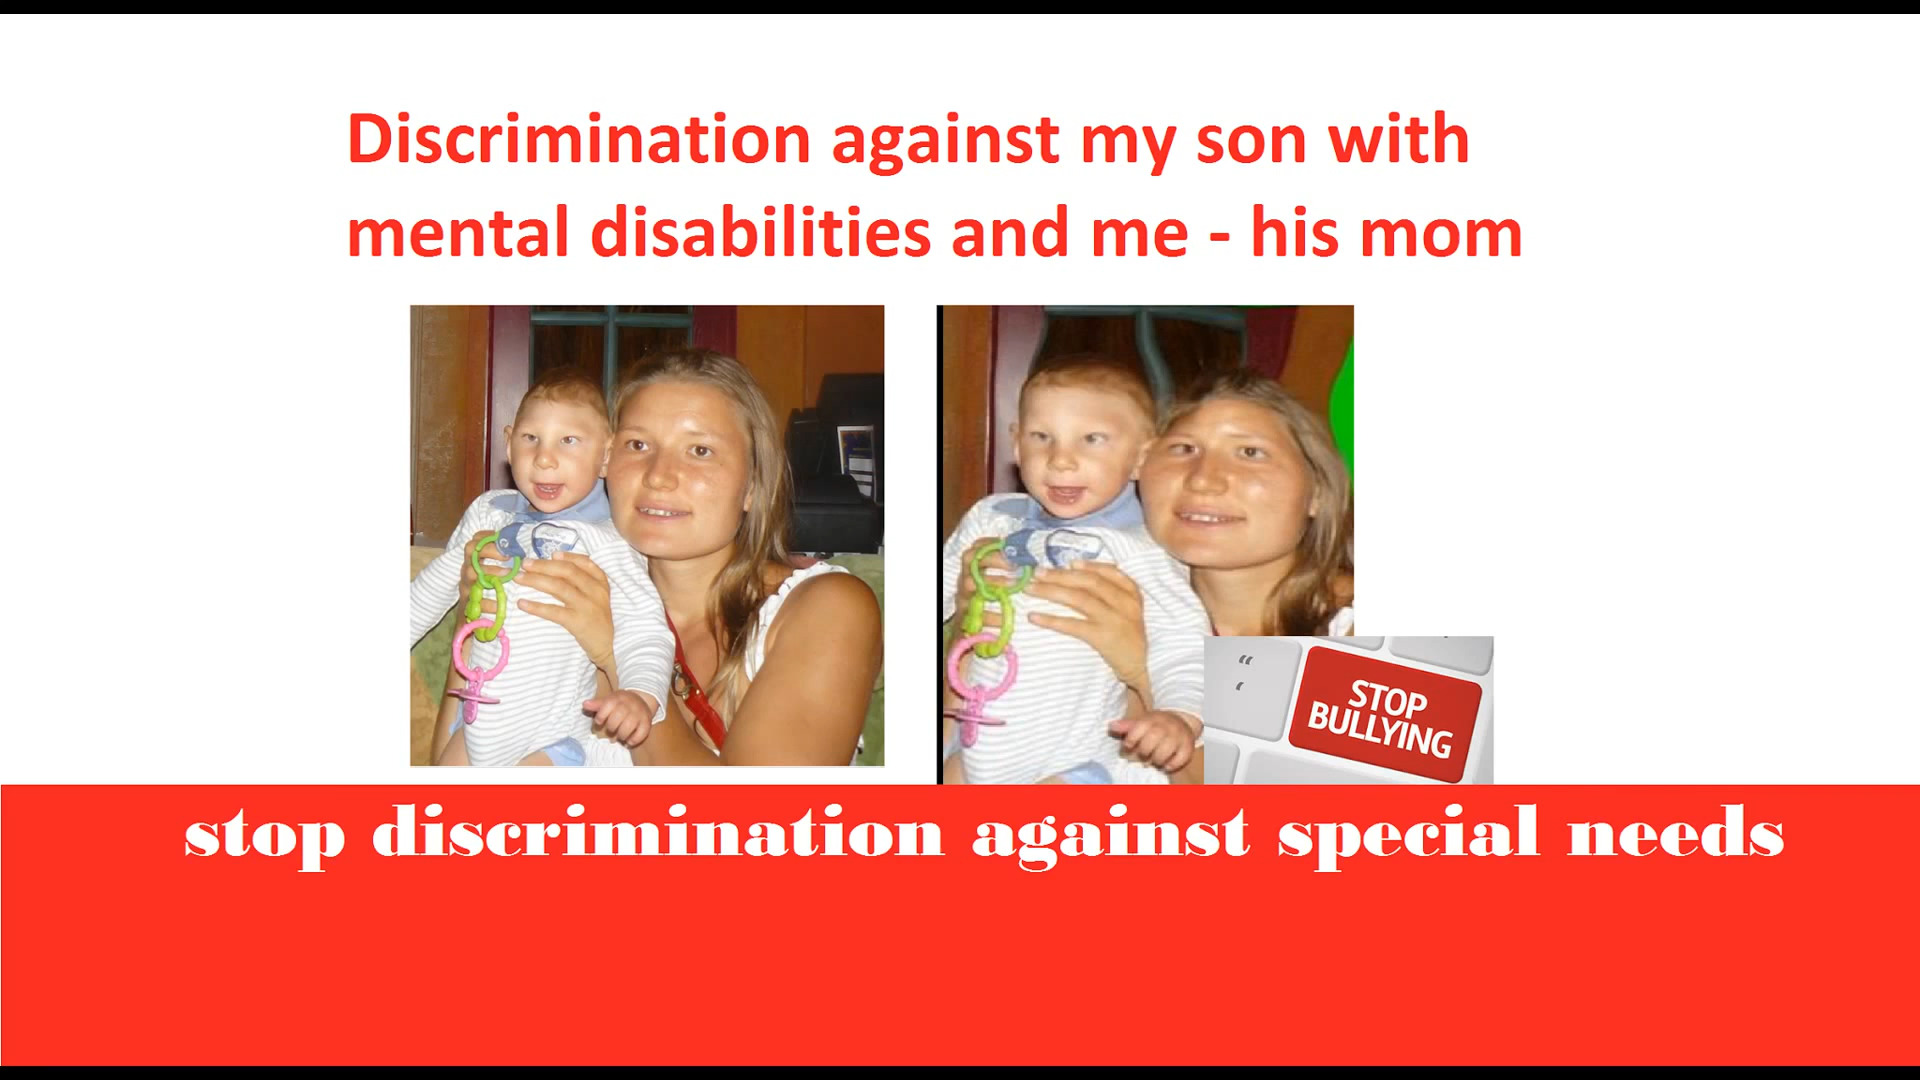 Discrimination against my son with
mental disabilities and me - his mom
STOP
BULLYING
stop discrimination against special needs